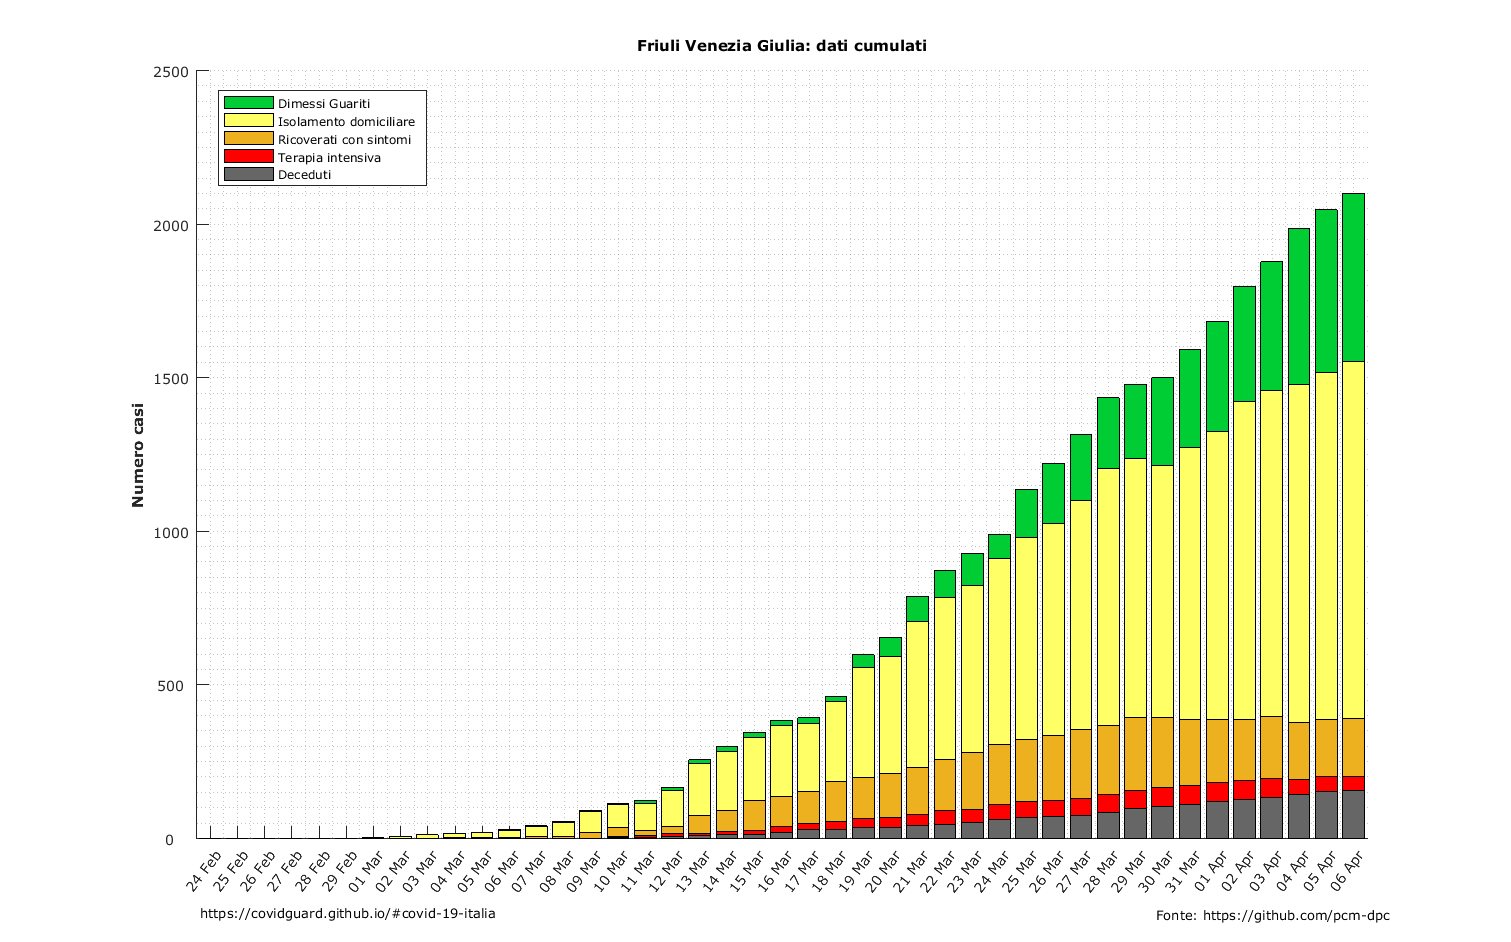 Friuli Venezia Giulia: dati cumulati
2500
2000
1500
1000
500
0
Numero casi
Dimessi Guariti
Isolamento domiciliare
Ricoverati con sintomi
Terapia intensiva
Deceduti
24 Feb
25 Feb
26 Feb
27 Feb
28 Feb
29 Feb
01 Mar
02 Mar
03 Mar
04 Mar
05 Mar
06 Mar
07 Mar
08 Mar
09 Mar
10 Mar
11 Mar
12 Mar
13 Mar
14 Mar
15 Mar
16 Mar
17 Mar
18 Mar
19 Mar
20 Mar
21 Mar
22 Mar
23 Mar
24 Mar
25 Mar
26 Mar
27 Mar
28 Mar
29 Mar
30 Mar
31 Mar
01 Apr
02 Apr
03 Apr
04 Apr
05 Apr
06 Apr
https://covidguard.github.io/#covid-19-italia
Fonte: https://github.com/pcm-dpc